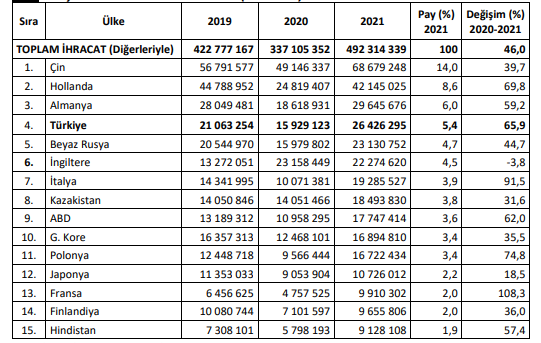 Sıra Ülke 2019 2020 2021 Pay (%) 2021 Değişim (%) 2020-2021
TOPLAM İHRACAT (Diğerleriyle) 422 777 167 337 105 352 492 314 339 100 46,0
1. Çin 56 791 577 49 146 337 68 679 248 14,0 39,7
2. Hollanda 44 788 952 24 819 407 42 145 025 8,6 69,8
3. Almanya 28 049 481 18 618 931 29 645 676 6,0 59,2
4. Türkiye 21 063 254 15 929 123 26 426 295 5,4 65,9
5. Beyaz Rusya 20 544 970 15 979 802 23 130 752 4,7 44,7
6. İngiltere 13 272 051 23 158 449 22 274 620 4,5 -3,8
7. İtalya 14 341 995 10 071 381 19 285 527 3,9 91,5
8. Kazakistan 14 050 846 14 051 466 18 493 830 3,8 31,6
9. ABD 13 189 312 10 958 295 17 747 414 3,6 62,0
10. G. Kore 16 357 313 12 468 101 16 894 810 3,4 35,5
11. Polonya 12 448 718 9 566 444 16 722 434 3,4 74,8
12. Japonya 11 353 033 9 053 904 10 726 012 2,2 18,5
13. Fransa 6 456 625 4 757 525 9 910 302 2,0 108,3
14. Finlandiya 10 080 744 7 101 597 9 655 806 2,0 36,0
15. Hindistan 7 308 101 5 798 193 9 128 108 1,9 57,4